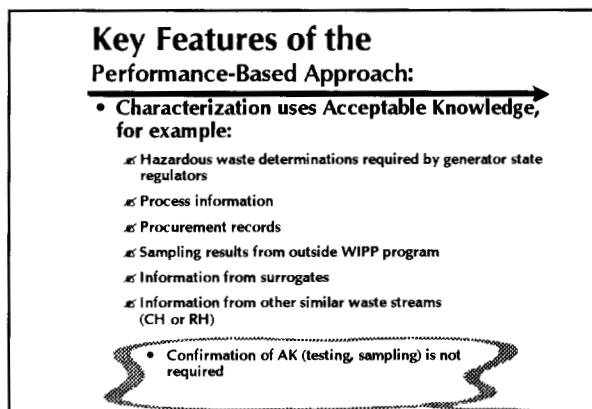 Key Features of the
Performance-Based Approach:
• Characterization uses Acceptable Knowledge,
for example:
Hazardous waste determinations required by generator state
regulators
Process information
Procurement records
Sampling results from outside WIPP program
Information from surrogates
Information from other similar waste streams
(CH or RH)
• Confirmation of AK (testing, sampling) is not
required